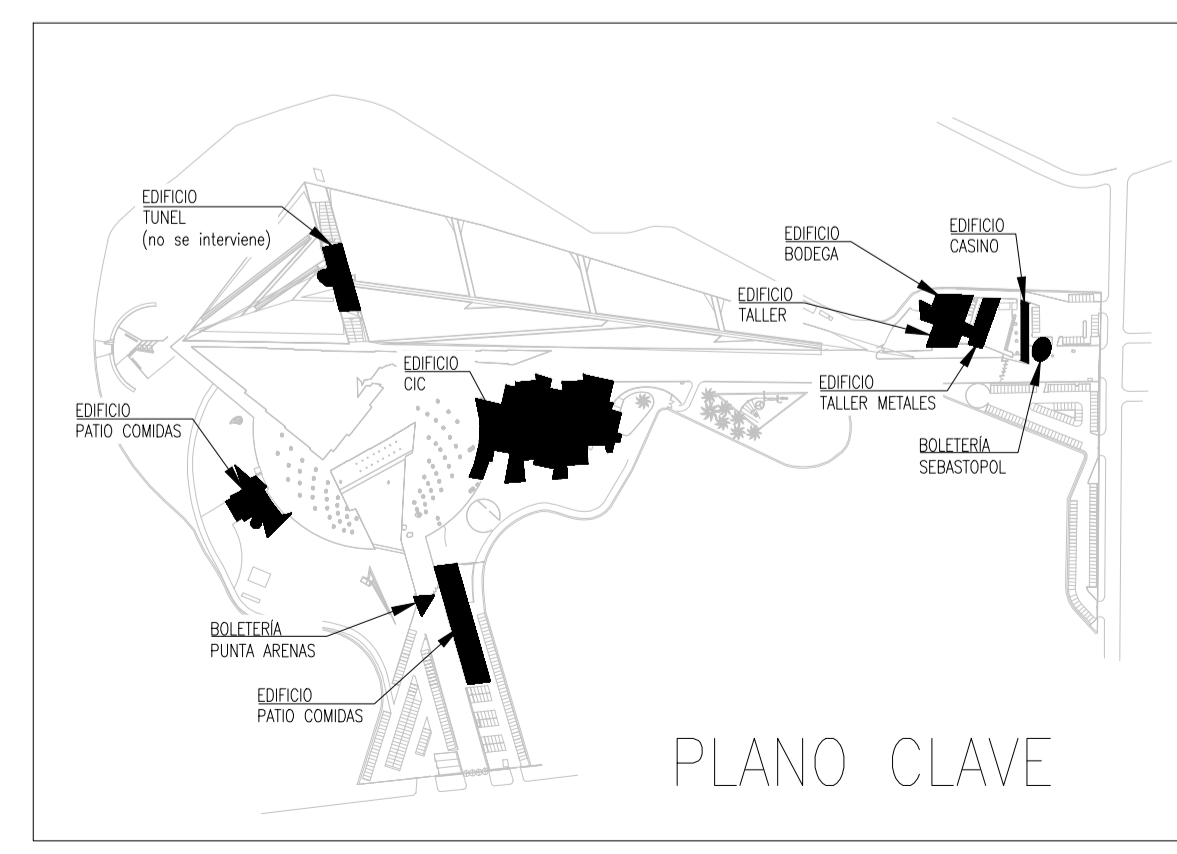 EDIFICIO
TUNEL
(no se interviene)
EDIFICIO
BODEGA
EDIFICIO
CASINO
EDIFICIO
TALLER
EDIFICIO
CIC
EDIFICIO
TALLER METALES
EDIFICIO
PATIO COMIDAS
BOLETERÍA
SEBASTOPOL
BOLETERÍA
PUNTA ARENAS
EDIFICIO
PATIO COMIDAS
PLANO CLAVE